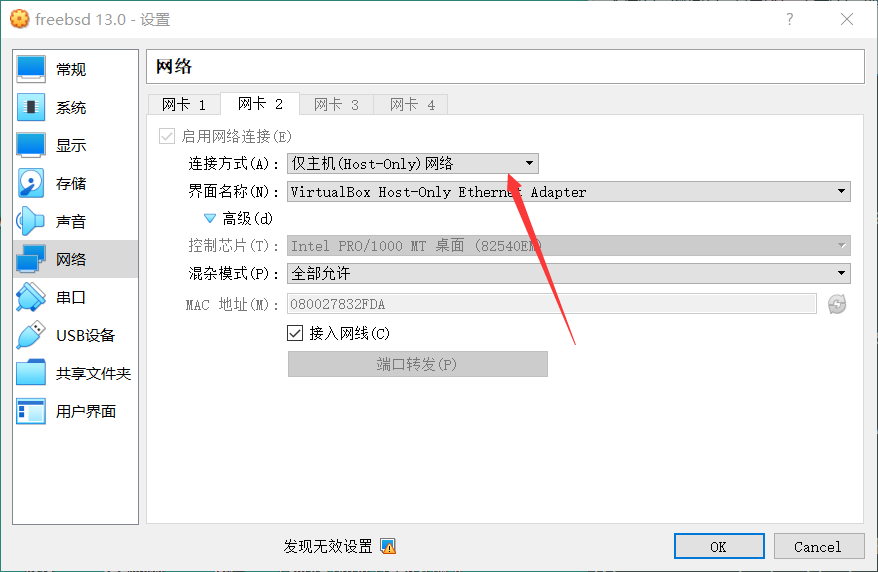 freebsd 13.0 - 设置
?
常规
系统
显示
存储
声音
网络
串口
USB设备
共享文件夹
用户界面
网络
网卡 1
网卡 2
网卡 3
网卡 4
启用网络连接(E)
连接方式(A):
仅主机(Host-Only)网络
界面名称(N):
VirtualBox Host-Only Ethernet Adapter
高级(d)
控制芯片(T):
Intel PRO/1000 MT 桌面 (82540EM)
混杂模式(P):
全部允许
MAC 地址(M):
080027832FDA
接入网线(C)
端口转发(P)
发现无效设置
OK
Cancel